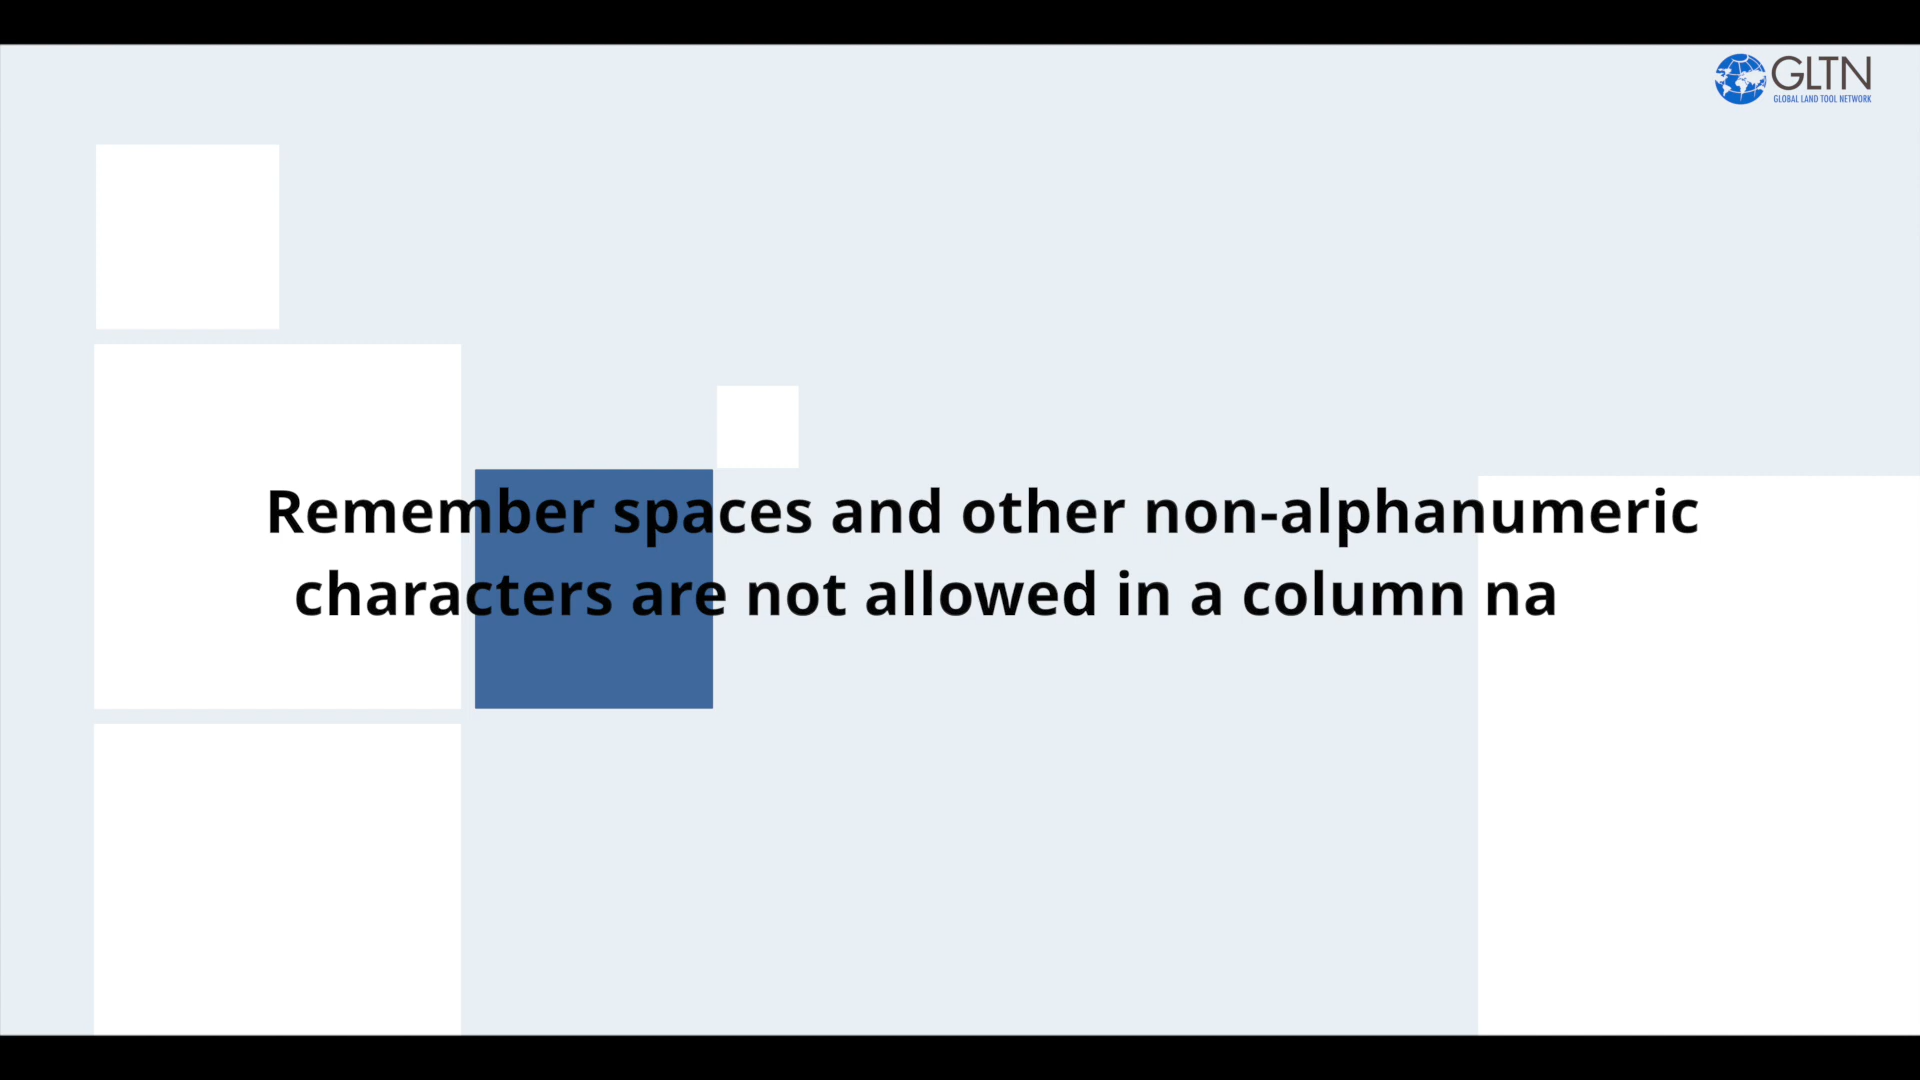 GLTN
GLOBAL LAND TOOL NETWORK
Remember spaces and other non-alphanumeric
characters are not allowed in a column na